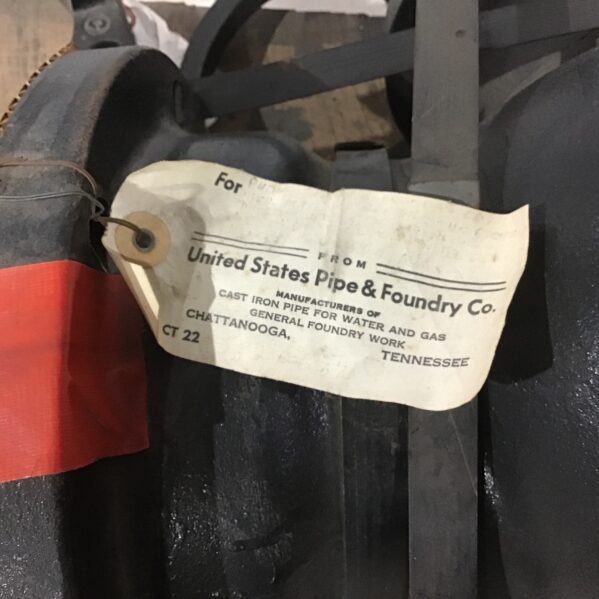 For
FROM
United States Pipe & Foundry Co.
MANUFACTURERS OF
CAST IRON PIPE FOR WATER AND GAS
GENERAL FOUNDRY WORK
CHATTANOOGA, TENNESSEE
CT 22